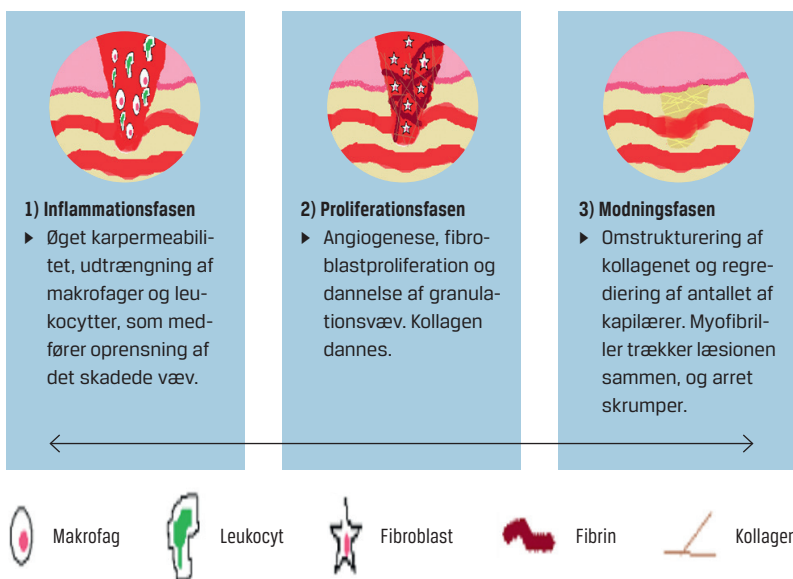 1) Inflammationsfasen
▶ Øget karpermeabili-
tet, udtrængning af
makrofager og leu-
kocytter, som med-
fører oprensning af
det skadede væv.
2) Proliferationsfasen
▶ Angiogenese, fibro-
blastproliferation og
dannelse af granula-
tionsvæv. Kollagen
dannes.
3) Modningsfasen
▶ Omstrukturering af
kollagenet og regre-
diering af antallet af
kapilærer. Myofibril-
ler trækker læsionen
sammen, og arret
skrumper.
Makrofag
Leukocyt
Fibroblast
Fibrin
Kollager